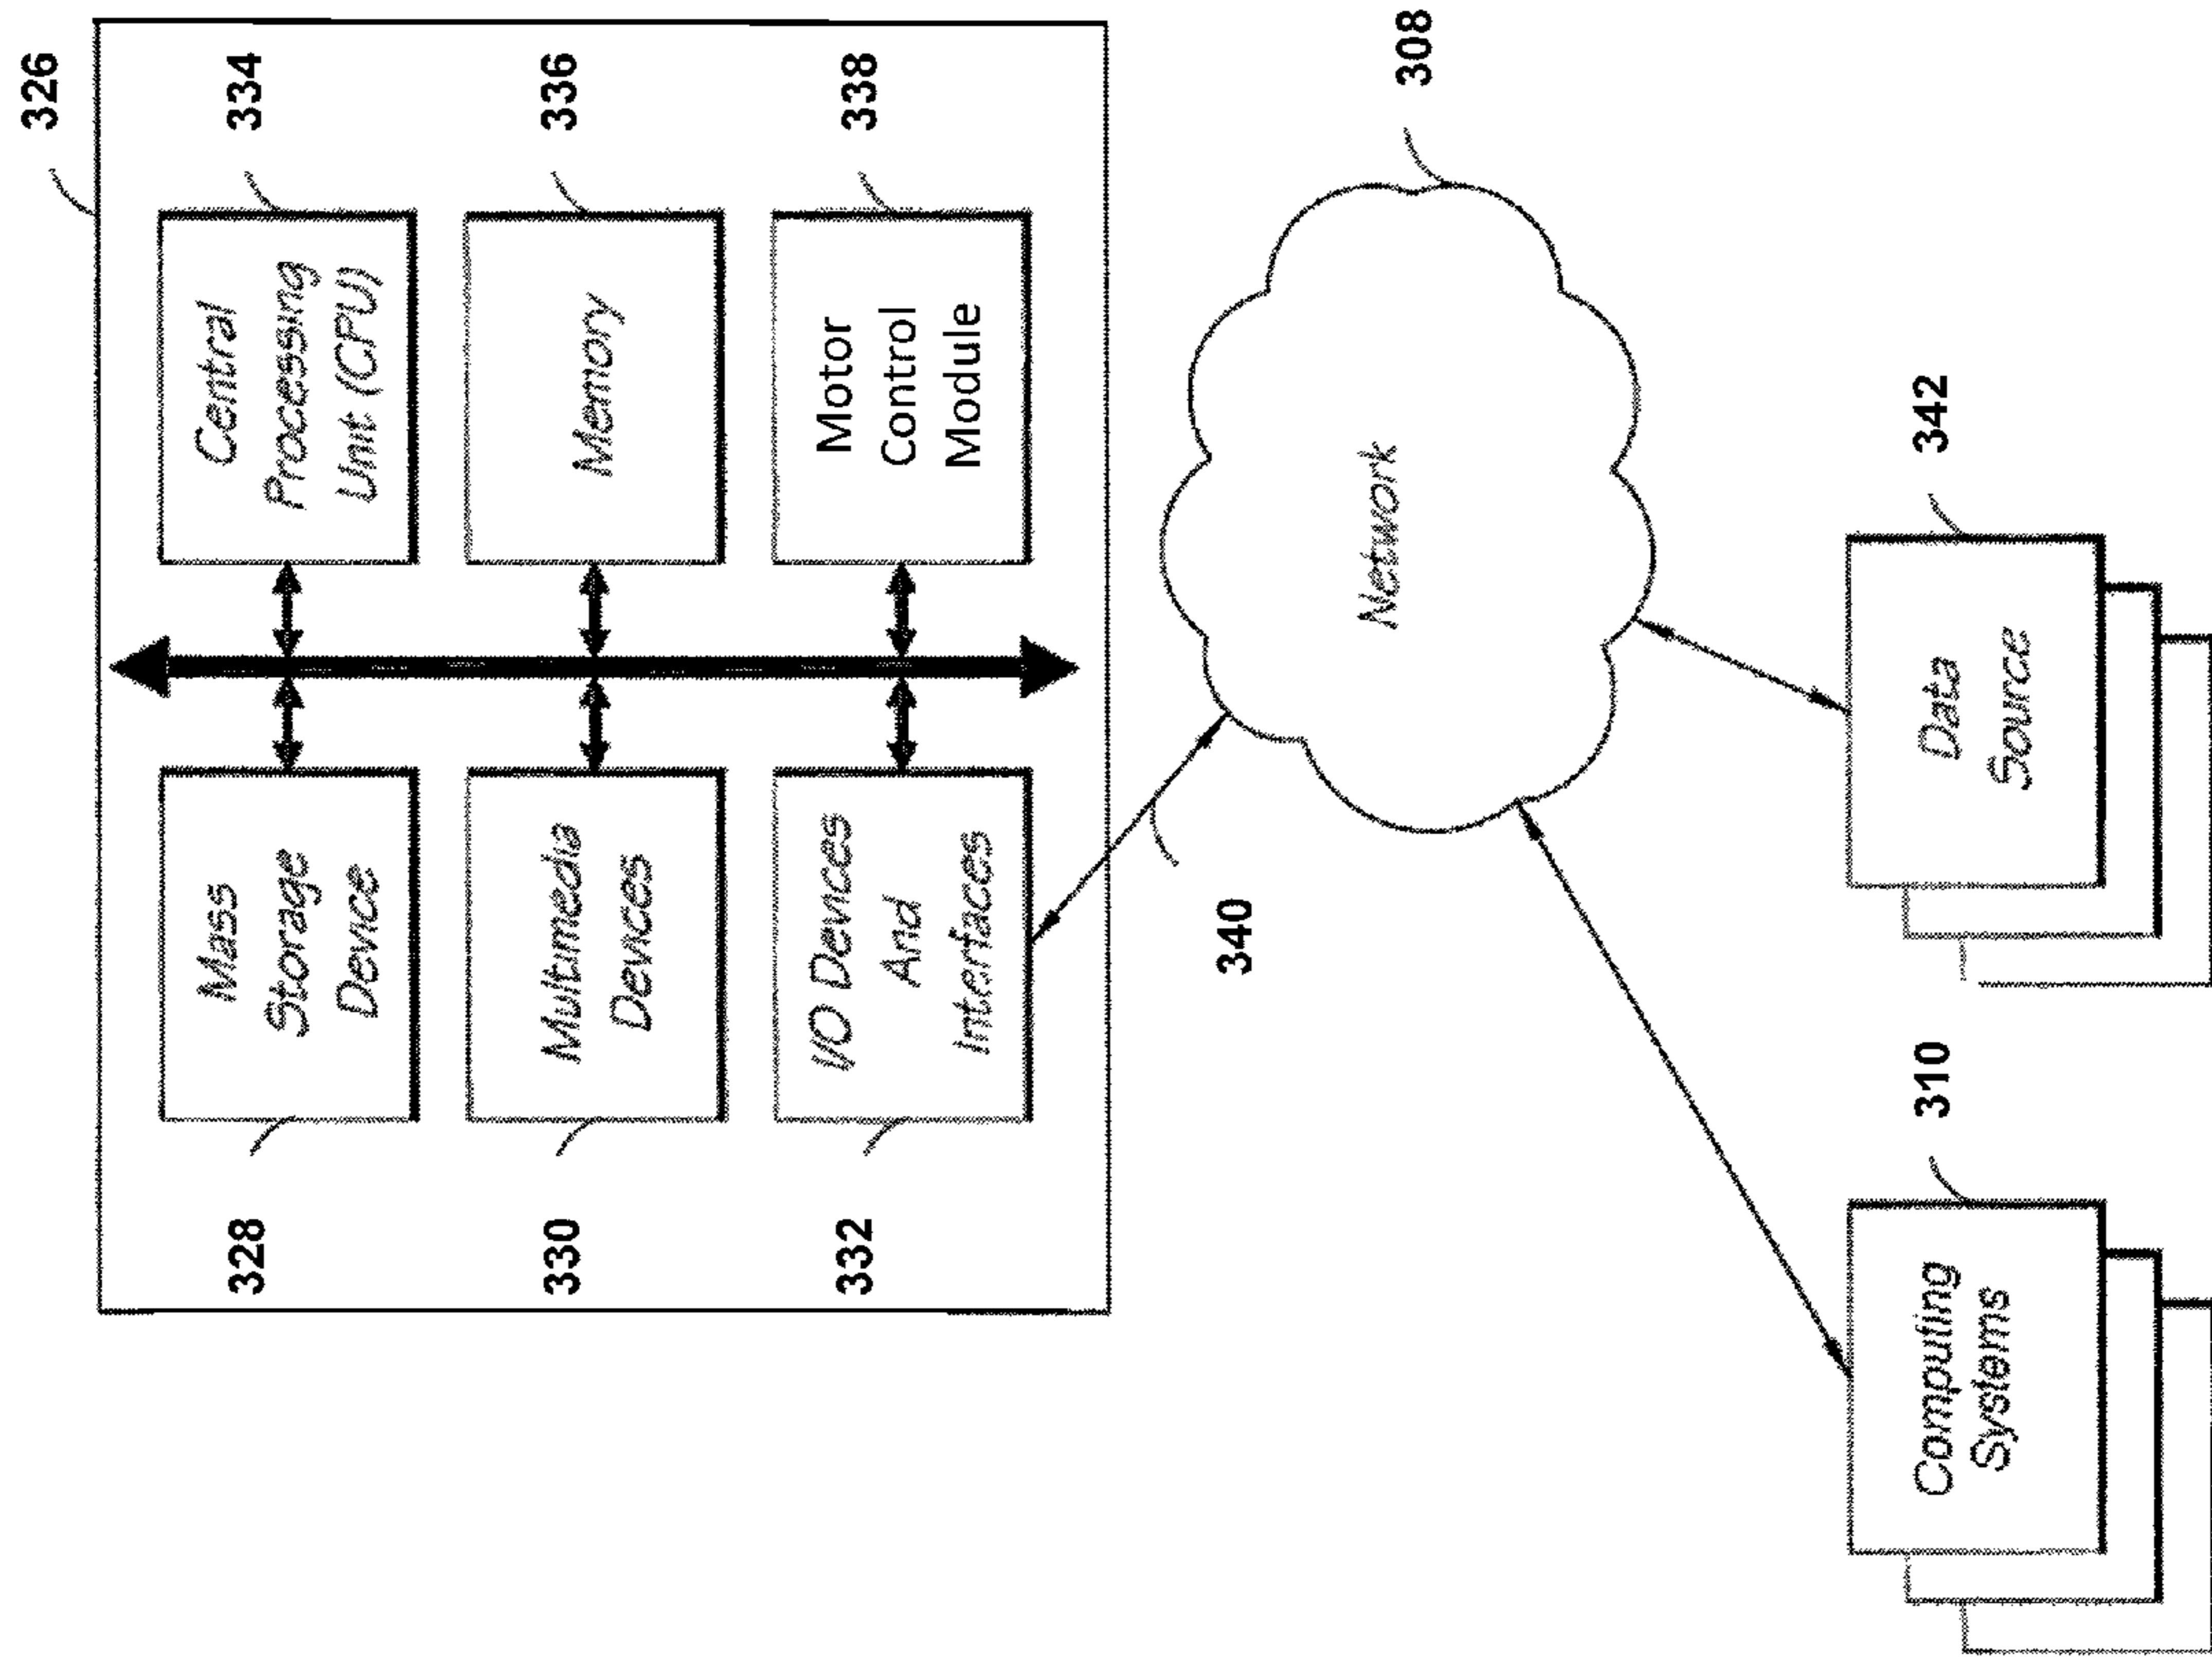 326
328
Mass
Storage
Device
Central
Processing
Unit (CPU)
334
330
Multimedia
Devices
Memory
336
332
I/O Devices
And
Interfaces
Motor
Control
Module
338
340
Network
308
Computing
Systems
310
Data
Source
342